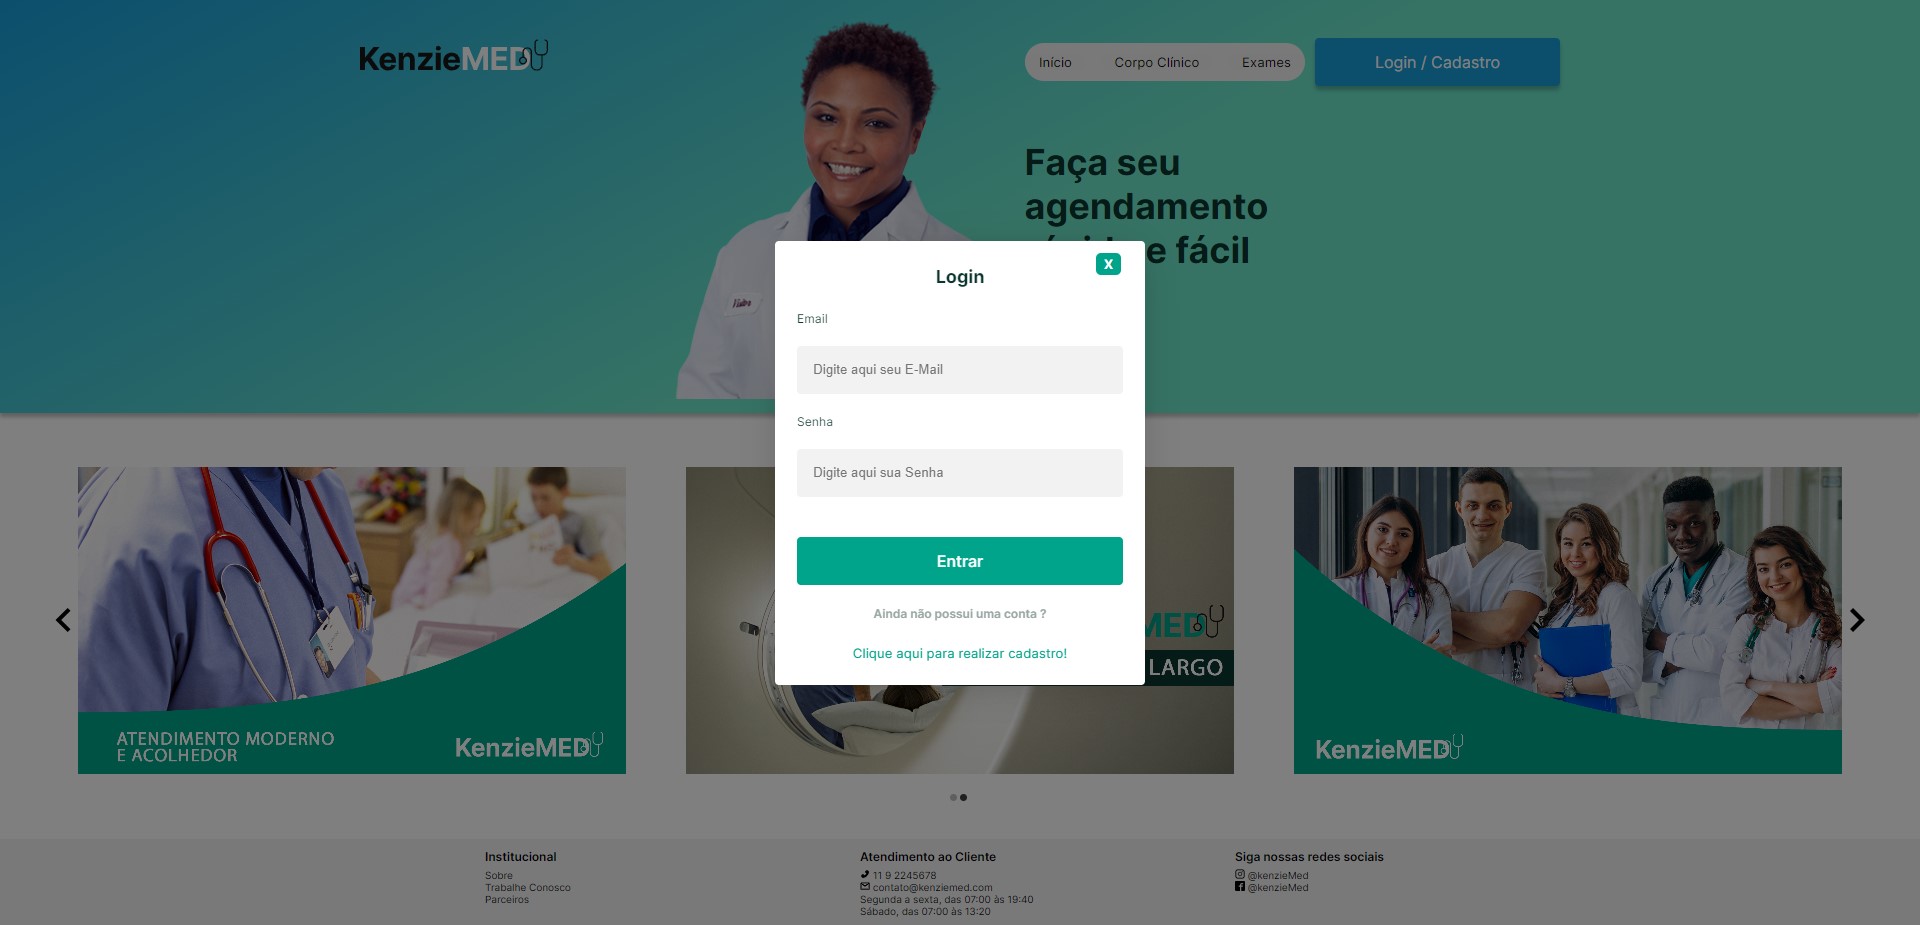 KenzieMED
Início
Corpo Clínico
Exames
Login / Cadastro
Faça seu
agendamento
e fácil
Login
X
Email
Digite aqui seu E-Mail
Senha
Digite aqui sua Senha
Entrar
Ainda não possui uma conta ?
Clique aqui para realizar cadastro!
ATENDIMENTO MODERNO
E ACOLHEDOR
KenzieMED
MED
LARGO
KenzieMED
Institucional
Sobre
Trabalhe Conosco
Parceiros
Atendimento ao Cliente
11 9 2245678
contato@kenziemed.com
Segunda a sexta, das 07:00 às 19:40
Sábado, das 07:00 às 13:20
Siga nossas redes sociais
@kenzieMed
@kenzieMed